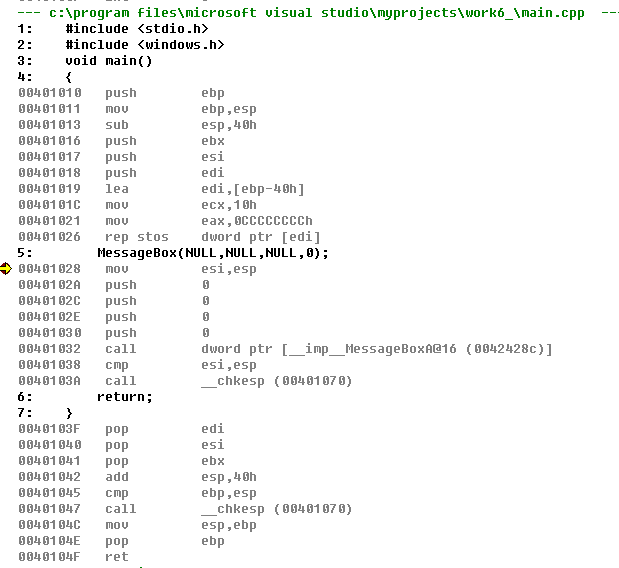 --- c:\program files\microsoft visual studio\myprojects\work6_\main.cpp  ---
1:    #include <stdio.h>
2:    #include <windows.h>
3:    void main()
4:    {
00401010   push        ebp
00401011   mov         ebp,esp
00401013   sub         esp,40h
00401016   push        ebx
00401017   push        esi
00401018   push        edi
00401019   lea         edi,[ebp-40h]
0040101C   mov         ecx,10h
00401021   mov         eax,0CCCCCCCCh
00401026   rep stos    dword ptr [edi]
5:        MessageBox(NULL,NULL,NULL,0);
00401028   mov         esi,esp
0040102A   push        0
0040102C   push        0
0040102E   push        0
00401030   push        0
00401032   call        dword ptr [__imp__MessageBoxA@16 (0042428c)]
00401038   cmp         esi,esp
0040103A   call        __chkesp (00401070)
6:        return;
7:    }
0040103F   pop         edi
00401040   pop         esi
00401041   pop         ebx
00401042   add         esp,40h
00401045   cmp         ebp,esp
00401047   call        __chkesp (00401070)
0040104C   mov         esp,ebp
0040104E   pop         ebp
0040104F   ret